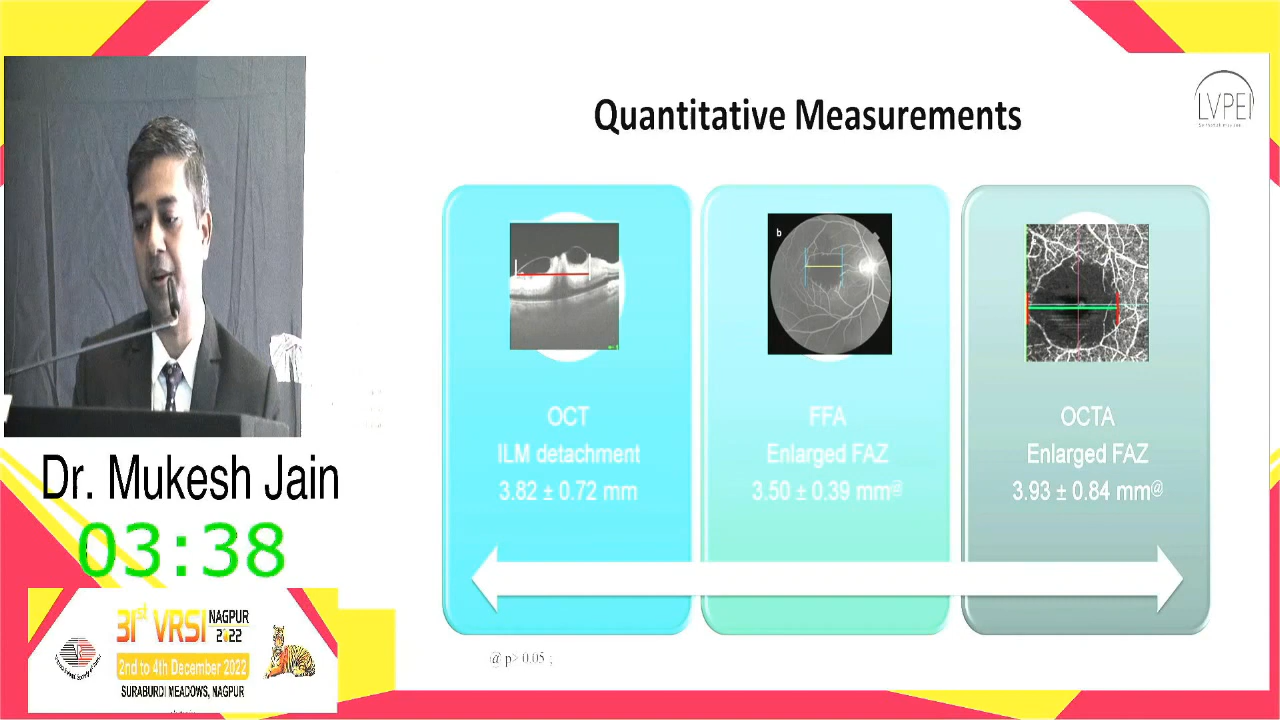 Quantitative Measurements
LVPEI
b
OCT
ILM detachment
3.82 ± 0.72 mm
FFA
Enlarged FAZ
3.50 ± 0.39 mm@
OCTA
Enlarged FAZ
3.93 ± 0.84 mm@
@ p> 0.05 ;
Dr. Mukesh Jain
03:38
31st VRSI NAGPUR
2022
2nd to 4th December 2022
SURABURDI MEADOWS, NAGPUR